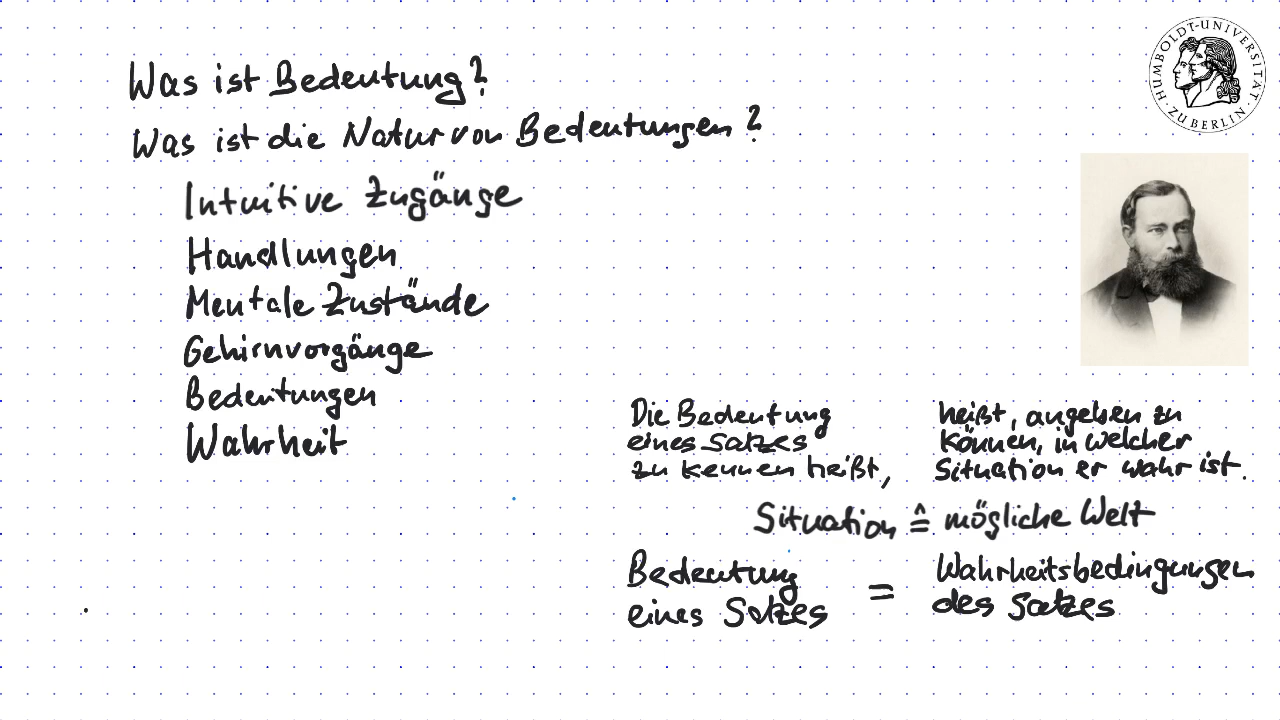 Was ist Bedeutung?
Was ist die Natur von Bedeutungen?
Intuitive Zugänge
Handlungen
Mentale Zustände
Gehirnvorgänge
Bedeutungen
Wahrheit
Die Bedeutung
eines Satzes
zu kennen heißt,
heißt, angeben zu
können, in welcher
Situation er wahr ist.
Situation ≙ mögliche Welt
Bedeutung
eines Satzes
=
Wahrheitsbedingungen
des Satzes
HUMBOLDT-UNIVERSITÄT
ZU BERLIN